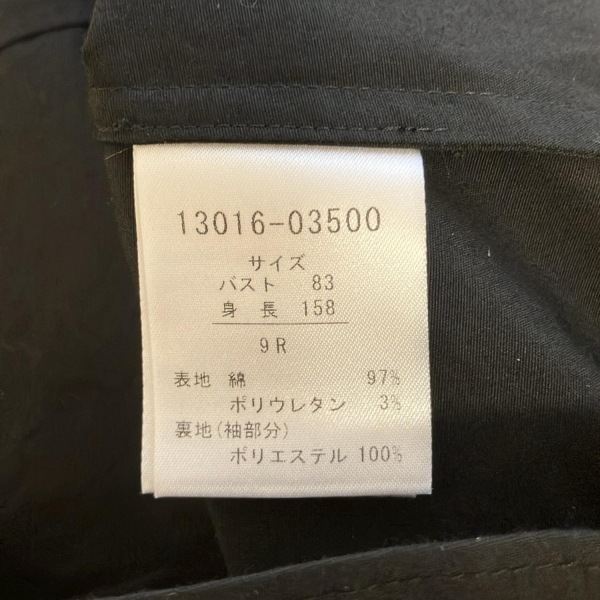 13016-03500
サイズ
バスト 83
身長 158
9R
表地 綿 97%
ポリウレタン 3%
裏地(袖部分)
ポリエステル 100%